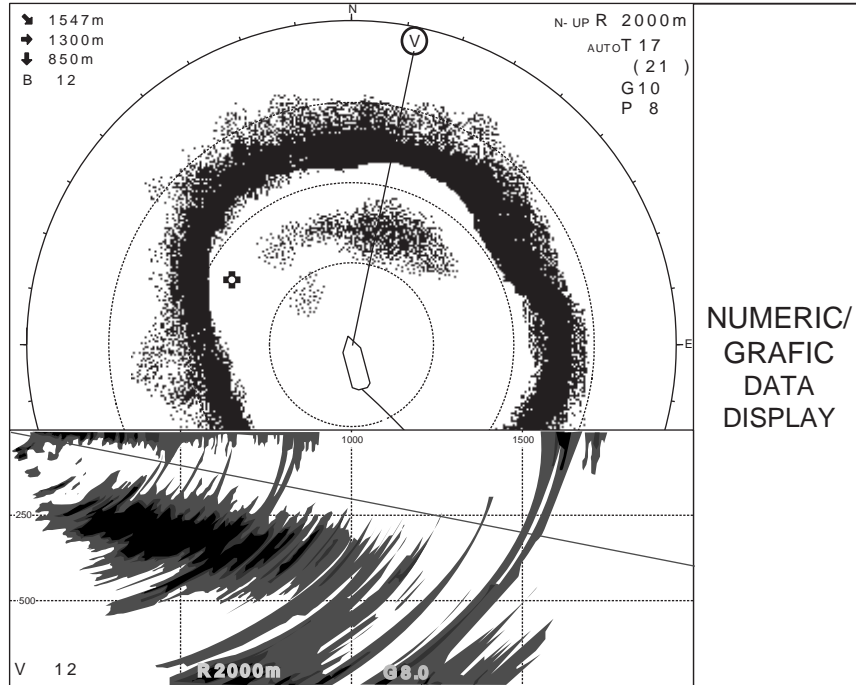 N
➘ 1547m
➡ 1300m
⬇ 850m
B 12
V
N- UP R 2000m
AUTO T 17
( 21 )
G10
P 8
E
NUMERIC/
GRAFIC
DATA
DISPLAY
1000 1500
250
500
V 12 R2000m G8.0